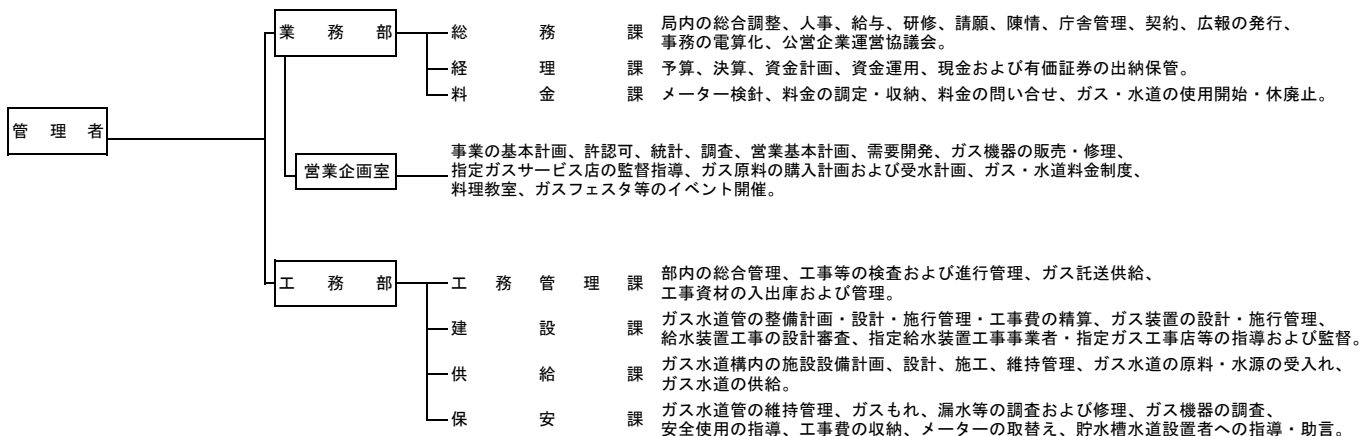 管理者
業務部
総務課 局内の総合調整、人事、給与、研修、請願、陳情、庁舎管理、契約、広報の発行、
事務の電算化、公営企業運営協議会。
経理課 予算、決算、資金計画、資金運用、現金および有価証券の出納保管。
料金課 メーター検針、料金の調定・収納、料金の問い合せ、ガス・水道の使用開始・休廃止。
営業企画室 事業の基本計画、許認可、統計、調査、営業基本計画、需要開発、ガス機器の販売・修理、
指定ガスサービス店の監督指導、ガス原料の購入計画および受水計画、ガス・水道料金制度、
料理教室、ガスフェスタ等のイベント開催。
工務部
工務管理課 部内の総合管理、工事等の検査および進行管理、ガス託送供給、
工事資材の入出庫および管理。
建設課 ガス水道管の整備計画・設計・施行管理・工事費の精算、ガス装置の設計・施行管理、
給水装置工事の設計審査、指定給水装置工事事業者・指定ガス工事店等の指導および監督。
供給課 ガス水道構内の施設設備計画、設計、施工、維持管理、ガス水道の原料・水源の受入れ、
ガス水道の供給。
保安課 ガス水道管の維持管理、ガスもれ、漏水等の調査および修理、ガス機器の調査、
安全使用の指導、工事費の収納、メーターの取替え、貯水槽水道設置者への指導・助言。